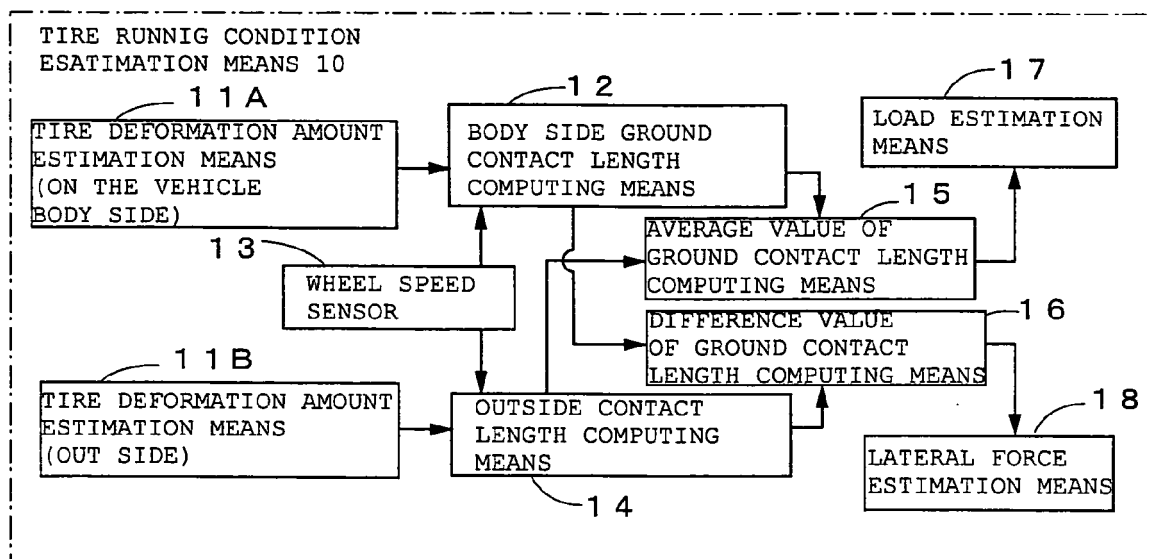 TIRE RUNNIG CONDITION
ESATIMATION MEANS 10
11A
TIRE DEFORMATION AMOUNT
ESTIMATION MEANS
(ON THE VEHICLE
BODY SIDE)
12
BODY SIDE GROUND
CONTACT LENGTH
COMPUTING MEANS
17
LOAD ESTIMATION
MEANS
13
WHEEL SPEED
SENSOR
15
AVERAGE VALUE OF
GROUND CONTACT LENGTH
COMPUTING MEANS
16
DIFFERENCE VALUE
OF GROUND CONTACT
LENGTH COMPUTING MEANS
11B
TIRE DEFORMATION AMOUNT
ESTIMATION MEANS
(OUT SIDE)
OUTSIDE CONTACT
LENGTH COMPUTING
MEANS
14
18
LATERAL FORCE
ESTIMATION MEANS